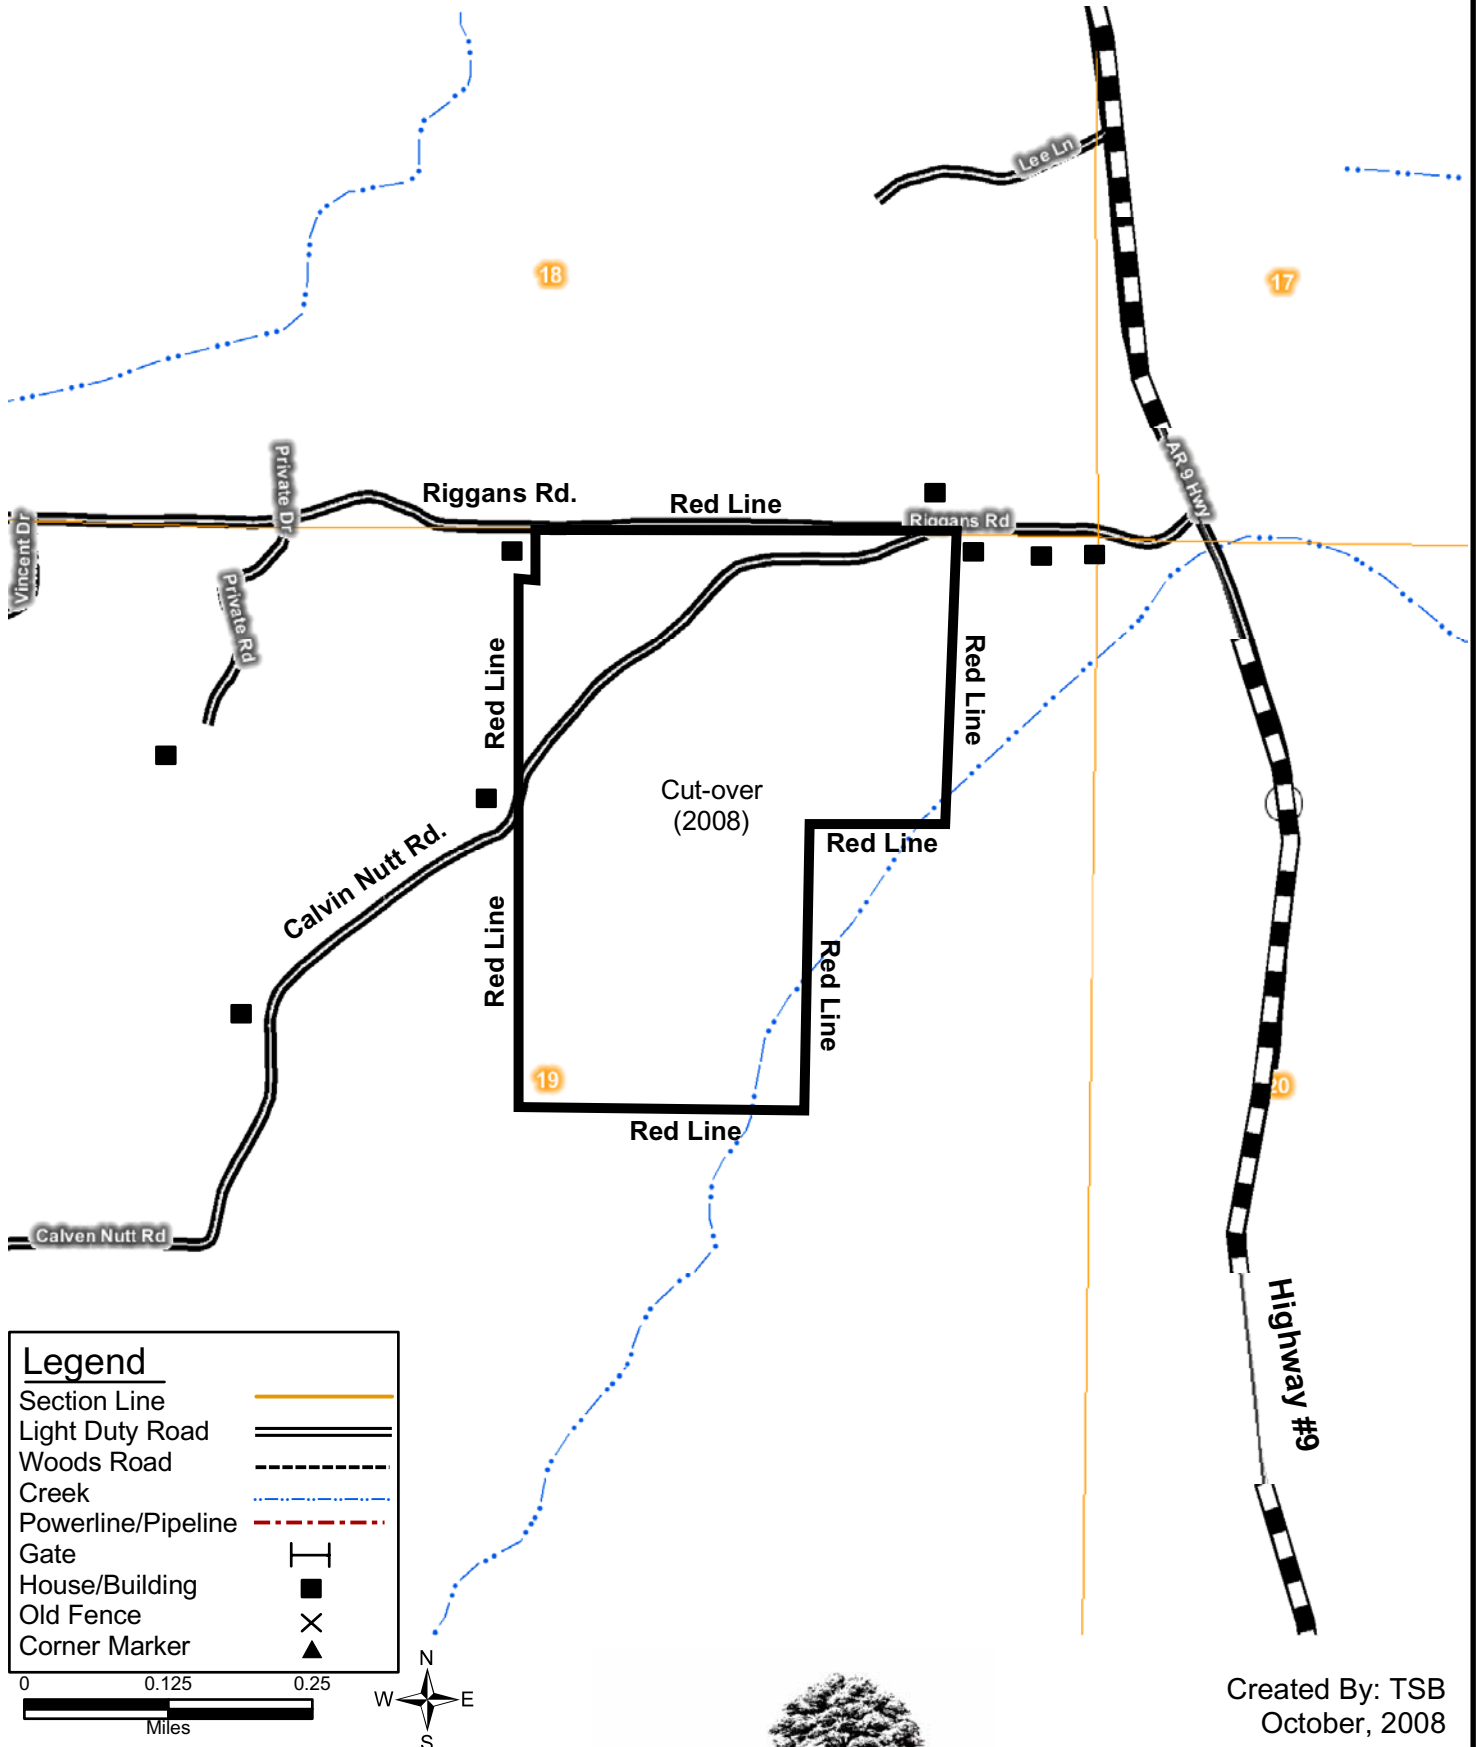 Lee Ln
18
17
AR 9 Hwy
Private Dr
Riggans Rd.
Red Line
Riggans Rd
Vincent Dr
Private Rd
Red Line
Red Line
Cut-over
(2008)
Red Line
Calvin Nutt Rd.
Red Line
Red Line
19
20
Red Line
Calven Nutt Rd
Highway #9
Legend
Section Line
Light Duty Road
Woods Road
Creek
Powerline/Pipeline
Gate
House/Building
Old Fence
Corner Marker
0 0.125 0.25
Miles
N
W E
S
Created By: TSB
October, 2008